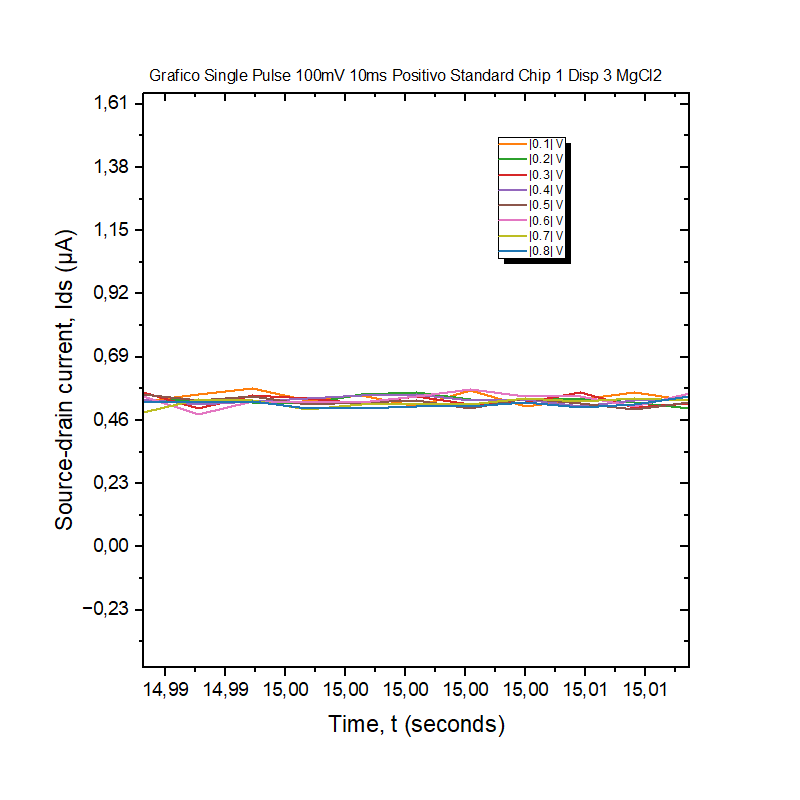 Grafico Single Pulse 100mV 10ms Positivo Standard Chip 1 Disp 3 MgCl2
1,61
1,38
1,15
0,92
0,69
0,46
0,23
0,00
−0,23
Source-drain current, Ids (µA)
|0.1| V
|0.2| V
|0.3| V
|0.4| V
|0.5| V
|0.6| V
|0.7| V
|0.8| V
14,99 14,99 15,00 15,00 15,00 15,00 15,00 15,01 15,01
Time, t (seconds)